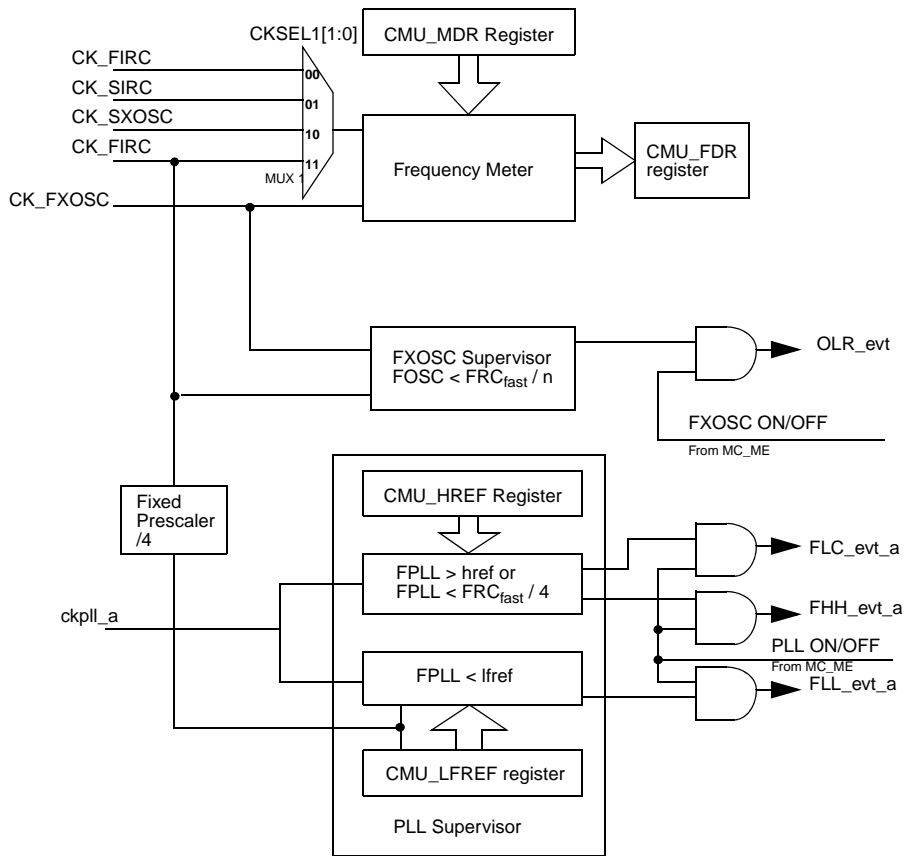 CKSEL1[1:0]
CMU_MDR Register
CK_FIRC
00
CK_SIRC
01
CK_SXOSC
10
CK_FIRC
11
MUX 1
Frequency Meter
CMU_FDR
register
CK_FXOSC
FXOSC Supervisor
FOSC < FRCfast / n
OLR_evt
FXOSC ON/OFF
From MC_ME
Fixed
Prescaler
/4
CMU_HREF Register
FPLL > href or
FPLL < FRCfast / 4
FLC_evt_a
FHH_evt_a
ckpll_a
PLL ON/OFF
From MC_ME
FPLL < lfref
FLL_evt_a
CMU_LFREF register
PLL Supervisor